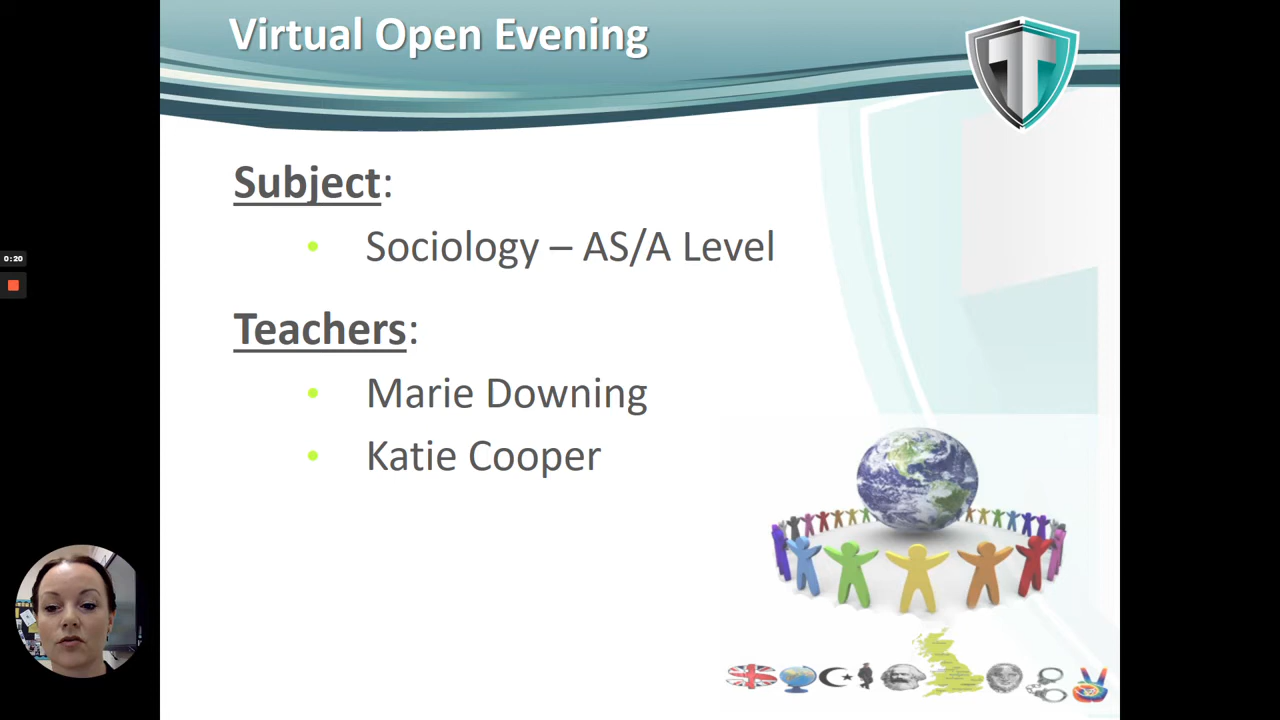 Virtual Open Evening
Subject:
• Sociology – AS/A Level
Teachers:
• Marie Downing
• Katie Cooper
0:20